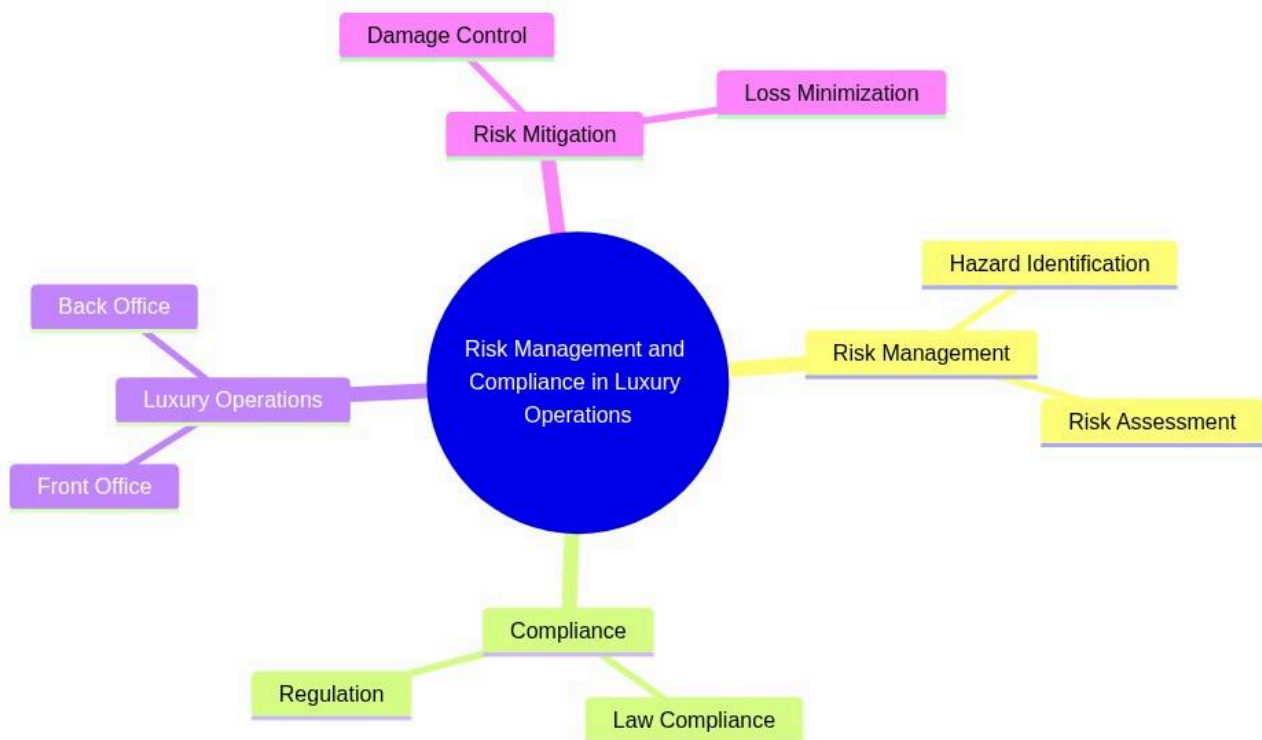 Damage Control
Loss Minimization
Risk Mitigation
Hazard Identification
Back Office
Risk Management and
Compliance in Luxury
Operations
Risk Management
Luxury Operations
Risk Assessment
Front Office
Compliance
Regulation
Law Compliance